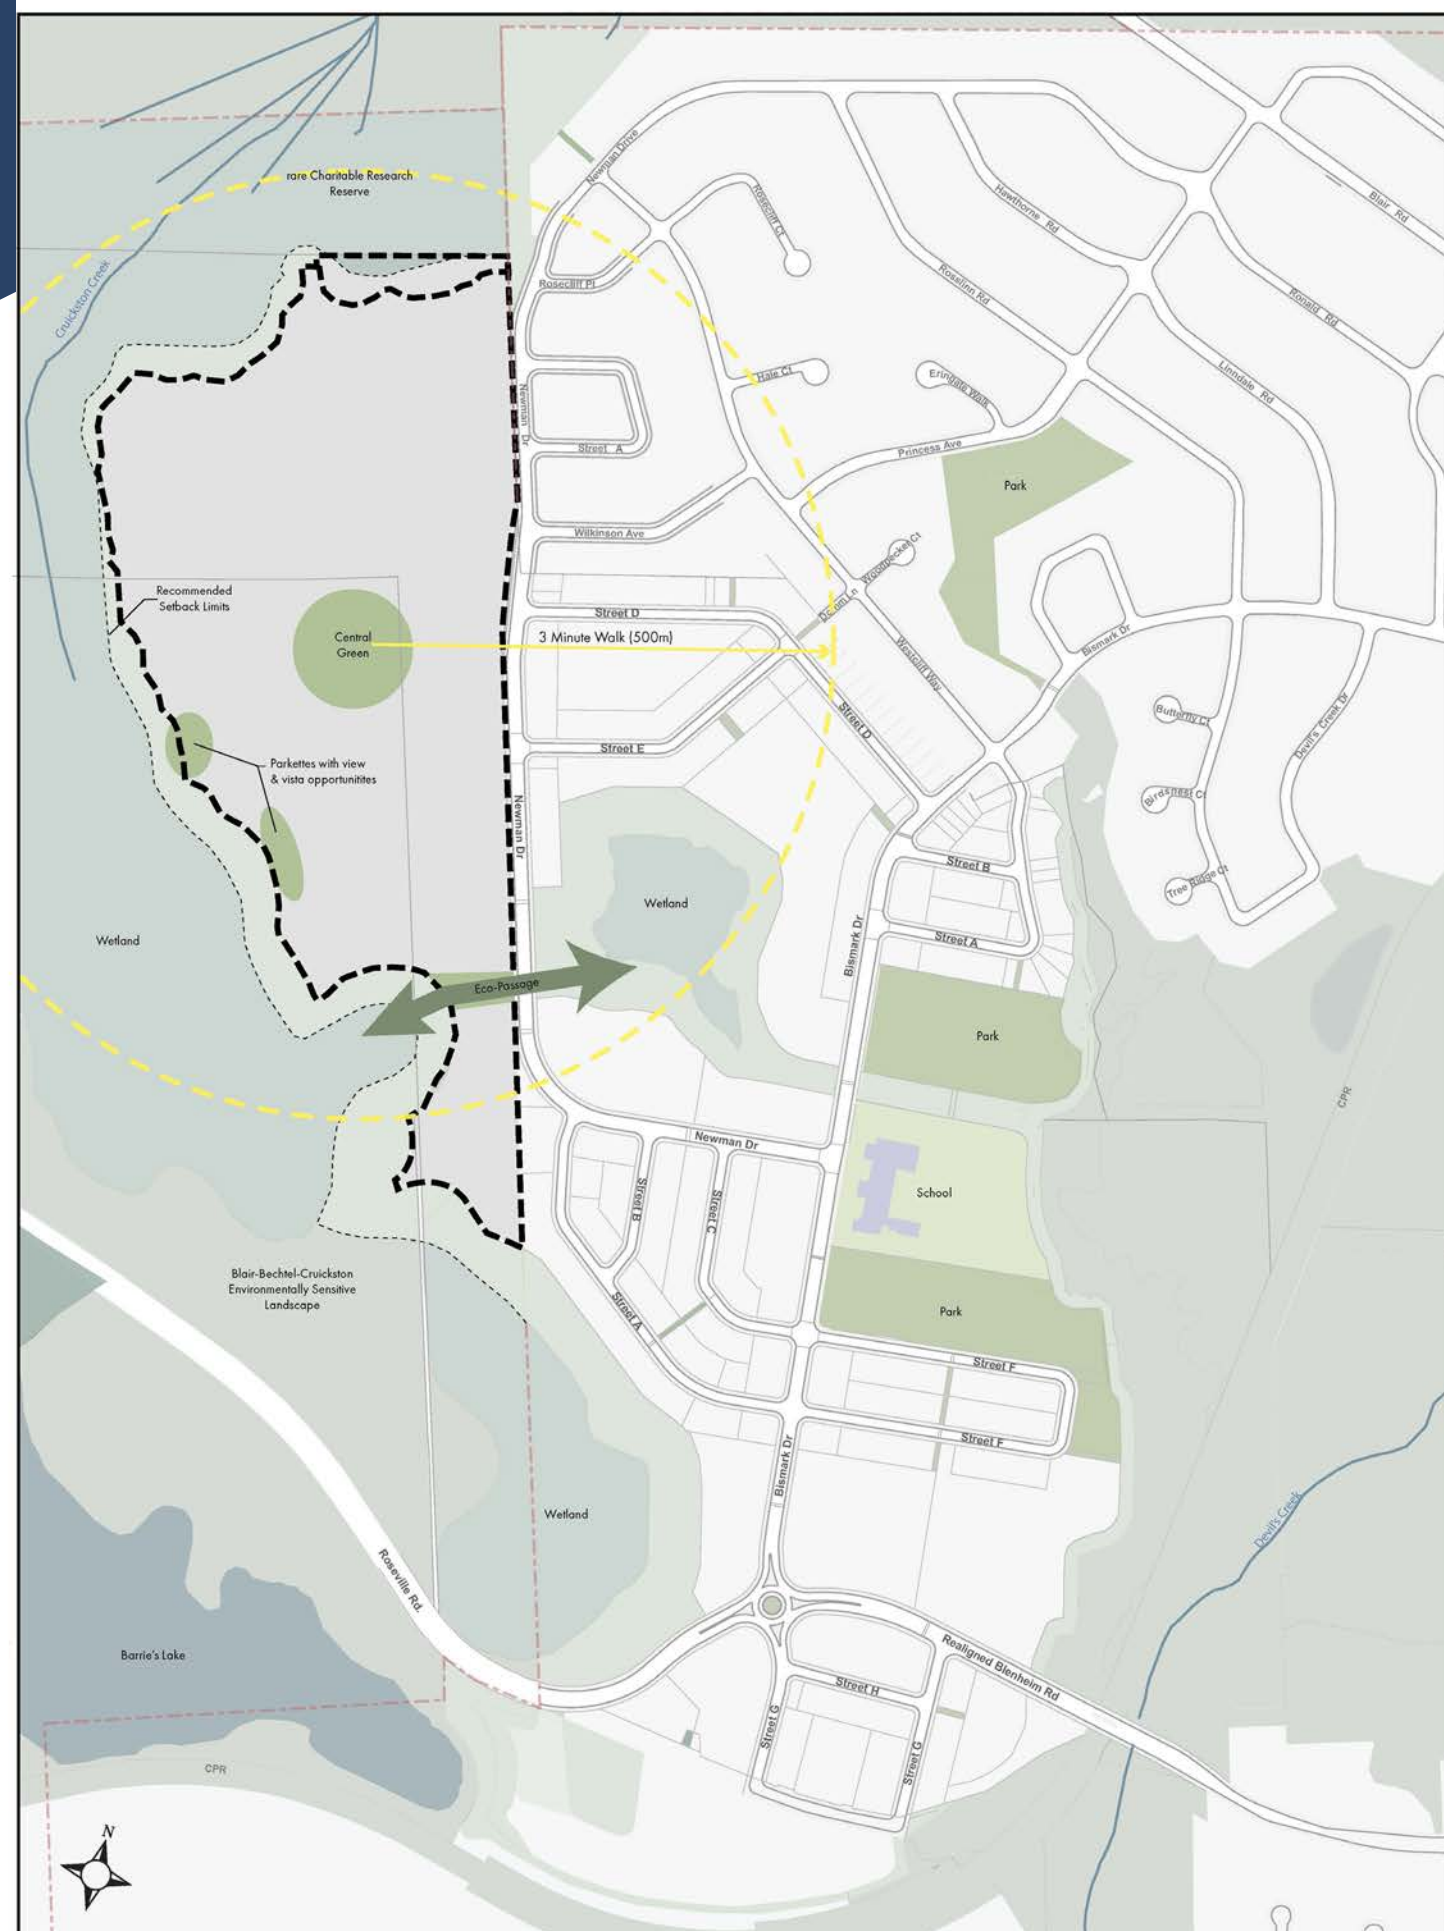 rare Charitable Research
Reserve
Newman Drive
Rosecliff Ct
Hawthorne Rd
Blair Rd
Cruickston Creek
Rosecliff Pl
Rosslinn Rd
Ronald Rd
Hale Ct
Eringate Walk
Linndale Rd
Newman Dr
Street A
Princess Ave
Park
Wilkinson Ave
Woodpecker Ct
Recommended
Setback Limits
Street D
Central
Green
3 Minute Walk (500m)
Bismark Dr
Westcliff Way
Street D
Butterfly Ct
Devil's Creek Dr
Street E
Parkettes with view
& vista opportunitites
Birdsnest Ct
Newman Dr
Street B
Tree Ridge Ct
Wetland
Wetland
Bismark Dr
Street A
Eco-Passage
Park
CPR
Newman Dr
School
Street B
Street C
Blair-Bechtel-Cruickston
Environmentally Sensitive
Landscape
Street A
Park
Street F
Street F
Bismark Dr
Wetland
Devil's Creek
Roseville Rd.
Barrie's Lake
Realigned Blenheim Rd
Street H
Street G
Street G
CPR
N